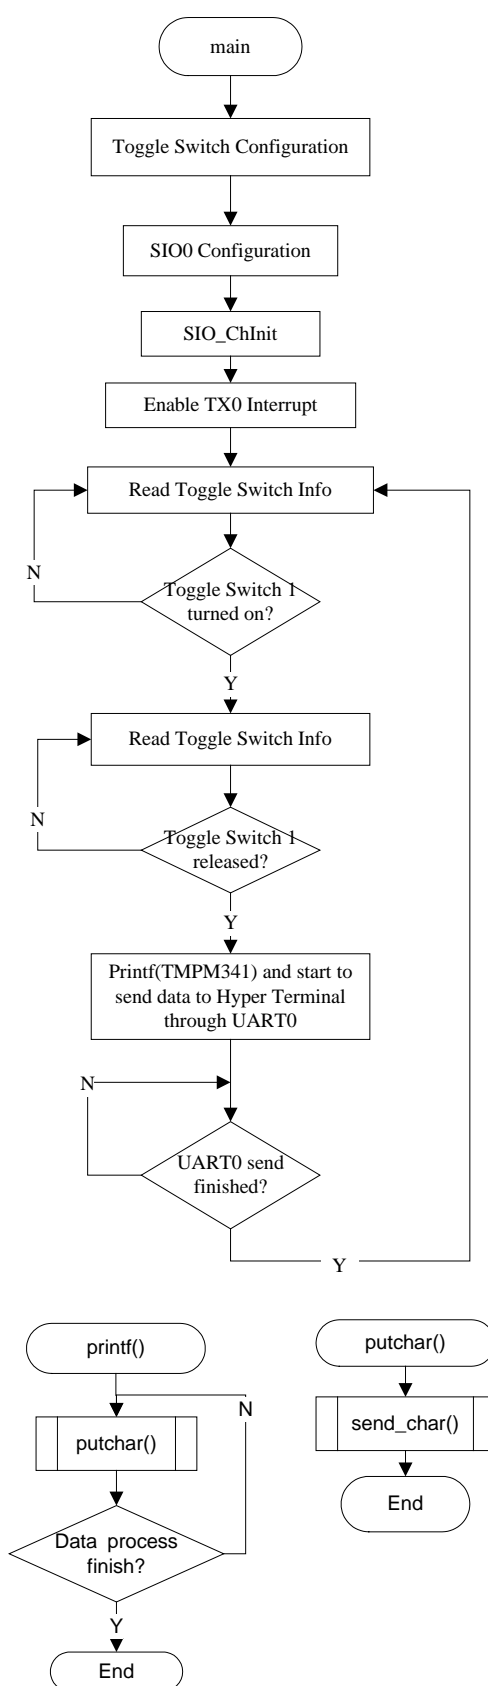 main
Toggle Switch Configuration
SIO0 Configuration
SIO_ChInit
Enable TX0 Interrupt
Read Toggle Switch Info
N
Toggle Switch 1
turned on?
Y
Read Toggle Switch Info
N
Toggle Switch 1
released?
Y
Printf(TMPM341) and start to
send data to Hyper Terminal
through UART0
N
UART0 send
finished?
Y
printf()
N
putchar()
Data process
finish?
Y
End
putchar()
send_char()
End